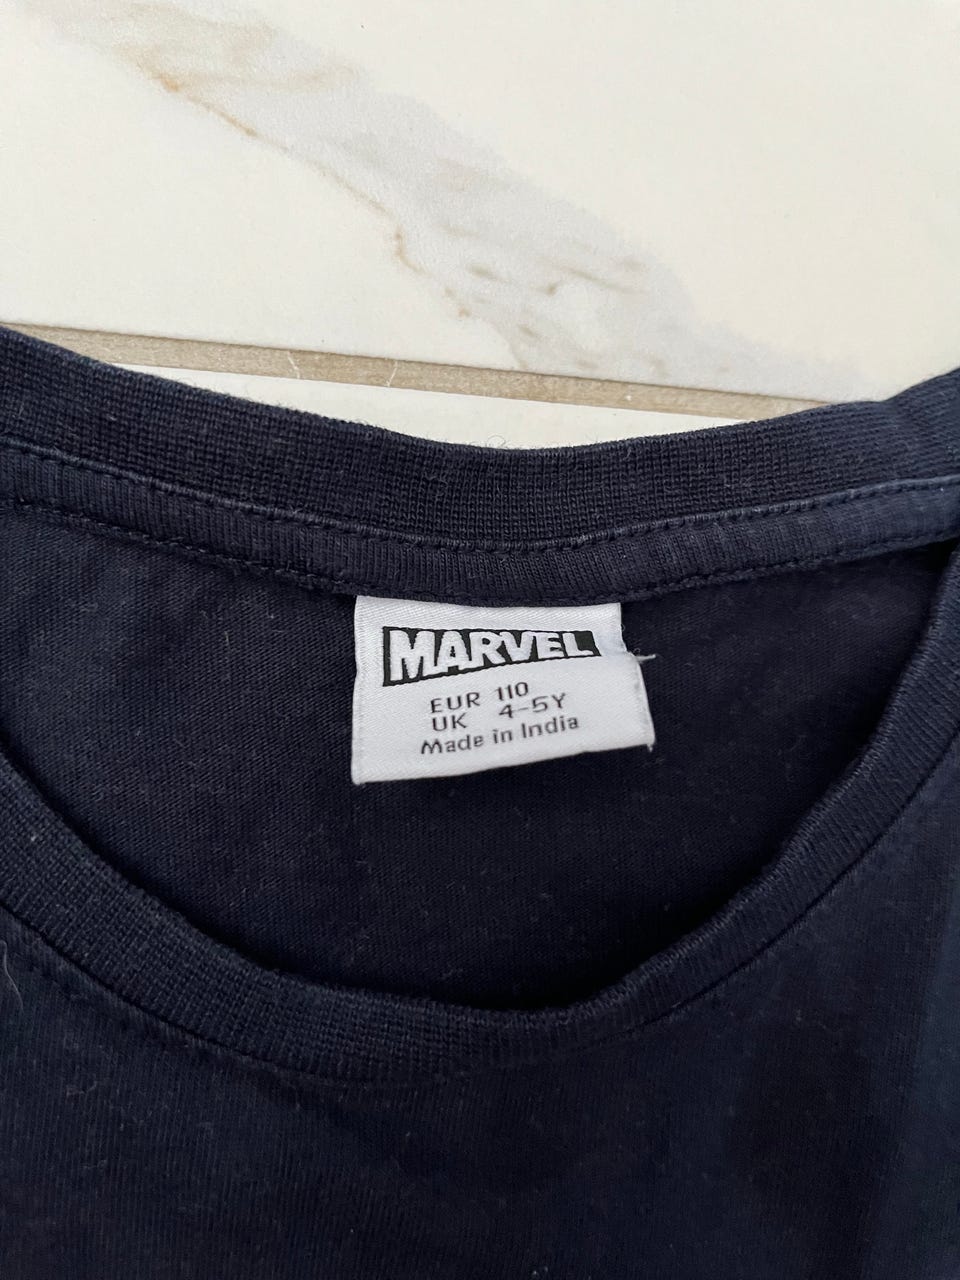 MARVEL
EUR 110
UK 4-5Y
Made in India